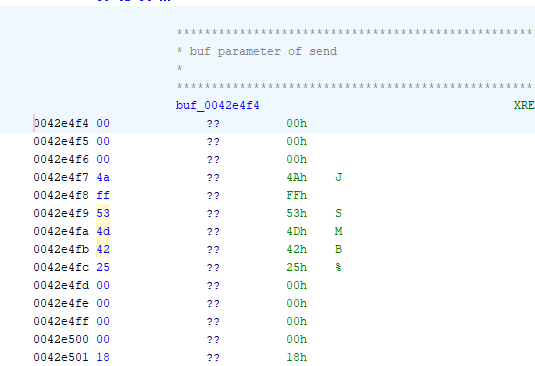 ************************************************************
* buf parameter of send
*
************************************************************
buf_0042e4f4 XRE
0042e4f4 00 ?? 00h
0042e4f5 00 ?? 00h
0042e4f6 00 ?? 00h
0042e4f7 4a ?? 4Ah J
0042e4f8 ff ?? FFh
0042e4f9 53 ?? 53h S
0042e4fa 4d ?? 4Dh M
0042e4fb 42 ?? 42h B
0042e4fc 25 ?? 25h %
0042e4fd 00 ?? 00h
0042e4fe 00 ?? 00h
0042e4ff 00 ?? 00h
0042e500 00 ?? 00h
0042e501 18 ?? 18h